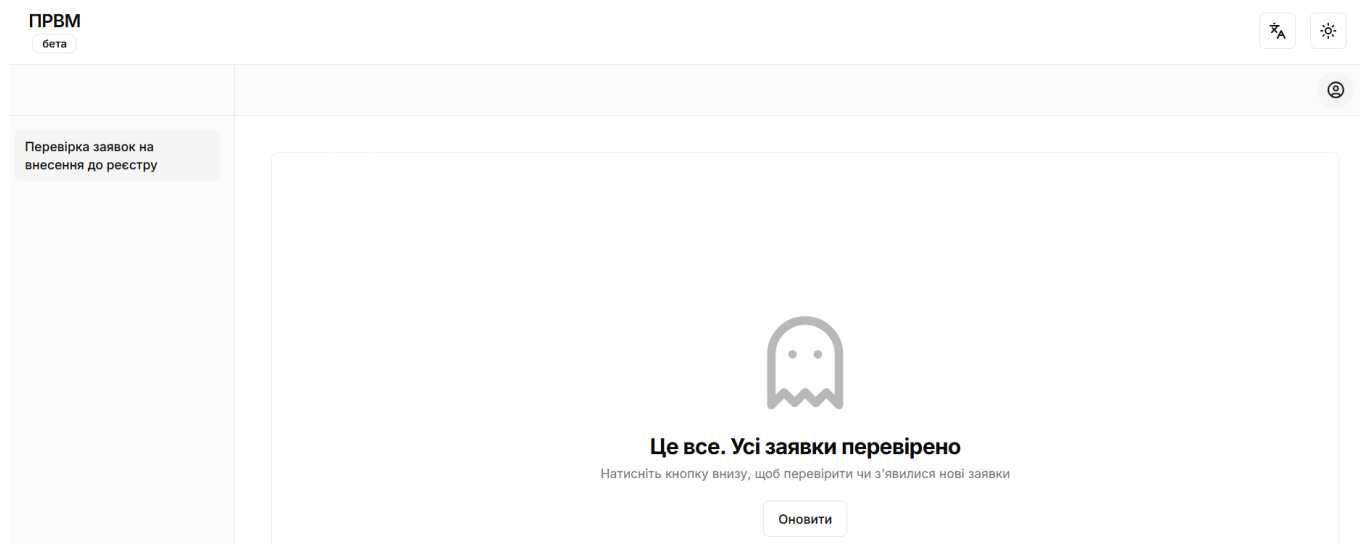 ПРВМ
бета
Перевірка заявок на
внесення до реєстру
Це все. Усі заявки перевірено
Натисніть кнопку внизу, щоб перевірити чи з'явилися нові заявки
Оновити